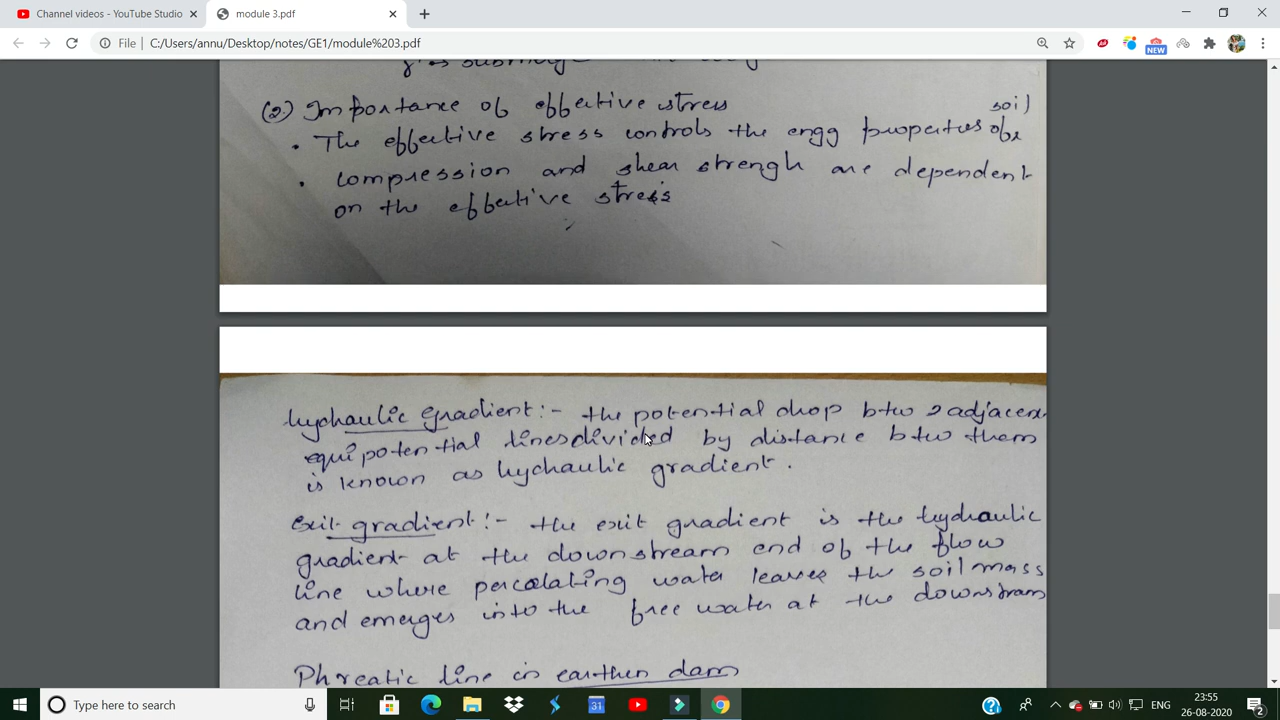 Channel videos - YouTube Studio
module 3.pdf
File
C:/Users/annu/Desktop/notes/GE1/module%203.pdf
NEW
(2) Importance of effective stress
. The effective stress controls the engg properties of soil
. compression and shear strengh are dependent
on the effective stress
hydraulic gradient:- the potential drop btw 2 adjacent
equipotential lines divided by distance btw them
is known as hydraulic gradient.
Exit gradient:- the exit gradient is the hydraulic
gradient at the downstream end of the flow
line where percolating water leaves the soil mass
and emerges into the free water at the downstram
Phreatic line in earthen dam
Type here to search
31
ENG
23:55
26-08-2020
2